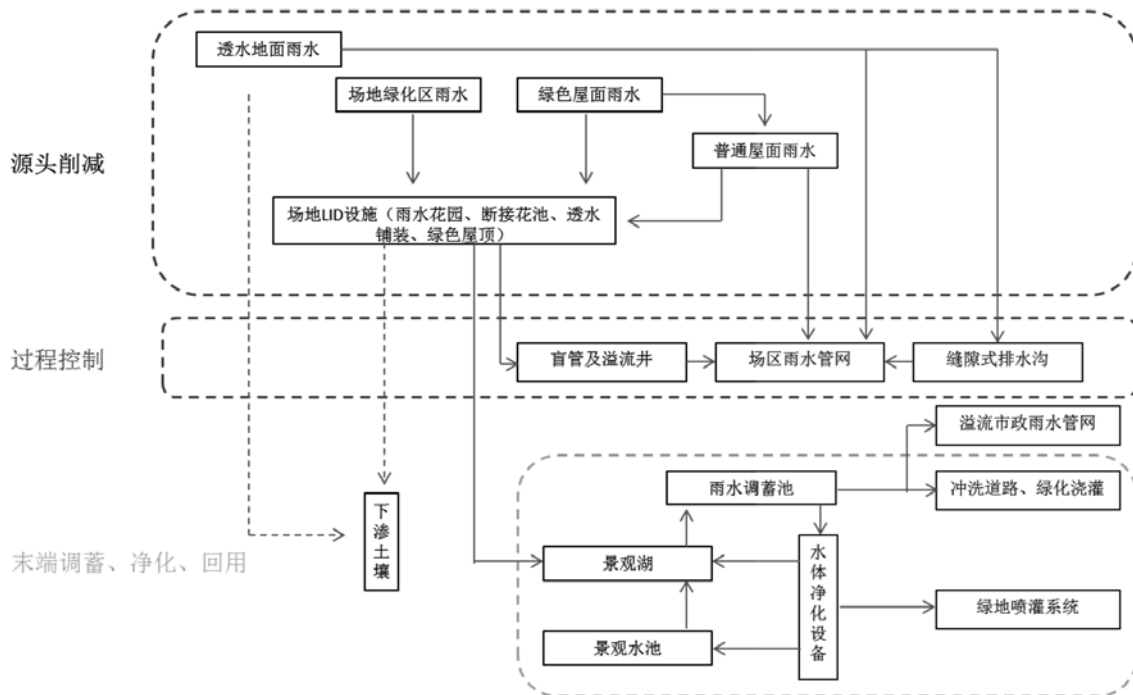 透水地面雨水
场地绿化区雨水
绿色屋面雨水
普通屋面雨水
源头削减
场地LID设施（雨水花园、断接花池、透水
铺装、绿色屋顶）
过程控制
盲管及溢流井
场区雨水管网
缝隙式排水沟
溢流市政雨水管网
雨水调蓄池
冲洗道路、绿化浇灌
下渗土壤
末端调蓄、净化、回用
景观湖
水体净化设备
绿地喷灌系统
景观水池